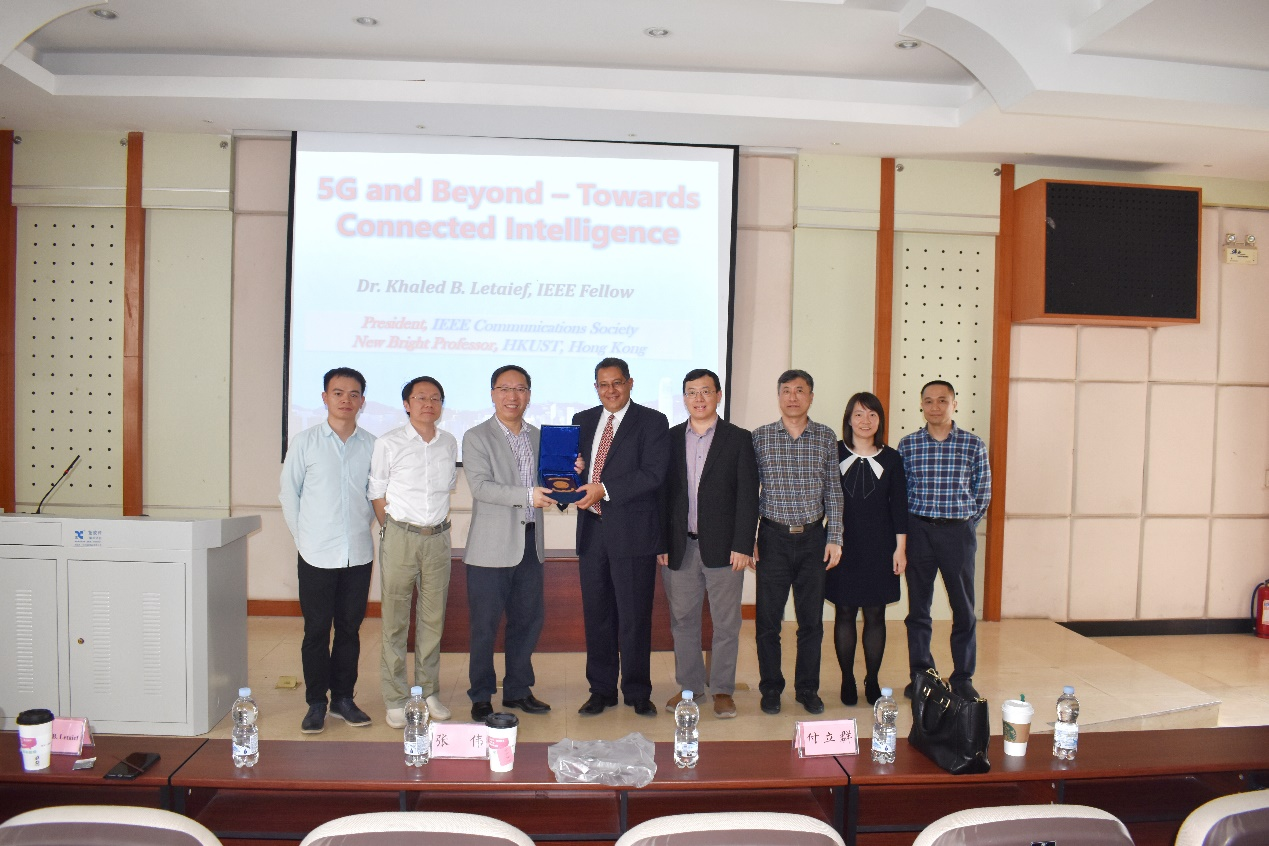 5G and Beyond – Towards
Connected Intelligence
Dr. Khaled B. Letaief, IEEE Fellow
President, IEEE Communications Society
New Bright Professor, HKUST, Hong Kong
B. Letaief
张 伟
付立群